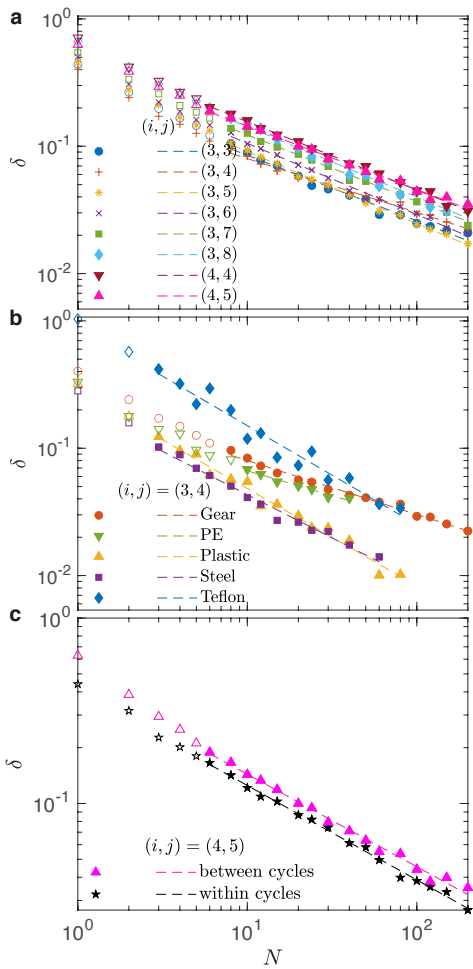 a
10^0
10^-1
10^-2
δ
(i, j)
(3, 3)
(3, 4)
(3, 5)
(3, 6)
(3, 7)
(3, 8)
(4, 4)
(4, 5)
b
10^0
10^-1
10^-2
δ
(i, j) = (3, 4)
Gear
PE
Plastic
Steel
Teflon
c
10^0
10^0
10^-1
δ
(i, j) = (4, 5)
between cycles
within cycles
10^0
10^1
10^2
N